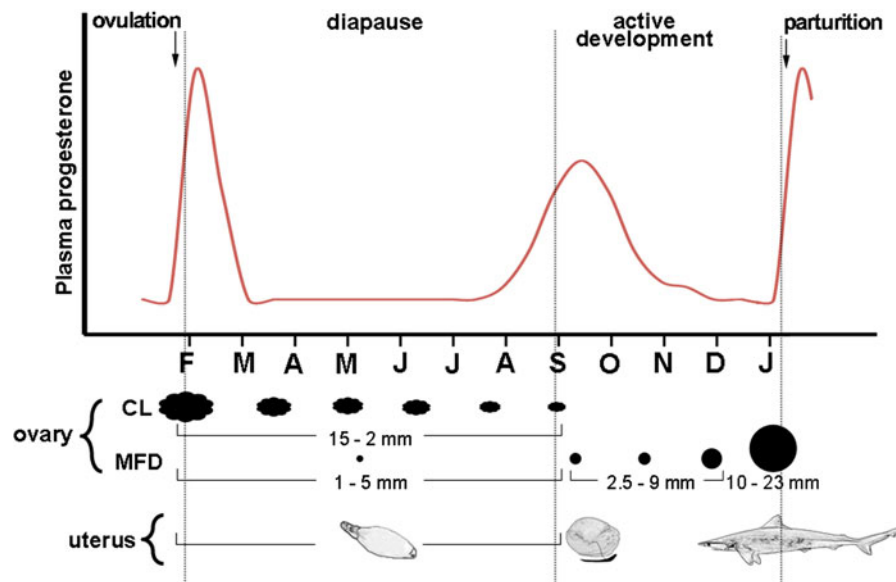 ovulation
diapause
active
development
parturition
Plasma progesterone
F M A M J J A S O N D J
ovary
CL
15 - 2 mm
MFD
1 - 5 mm
2.5 - 9 mm
10 - 23 mm
uterus